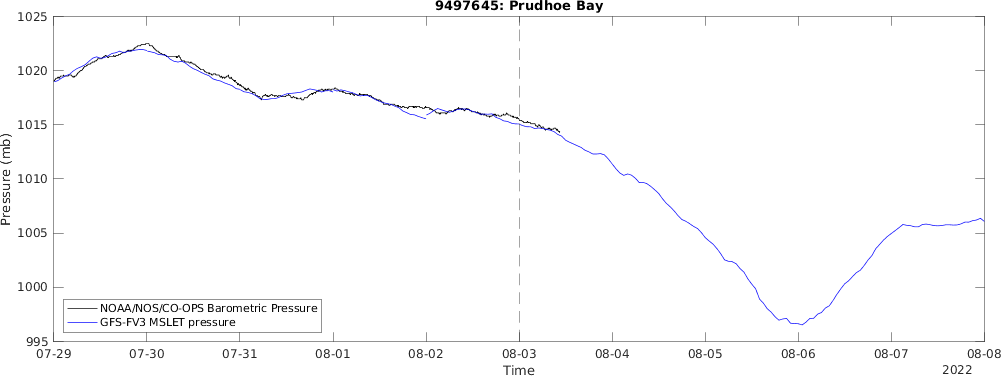 9497645: Prudhoe Bay
Pressure (mb)
1025
1020
1015
1010
1005
1000
995
NOAA/NOS/CO-OPS Barometric Pressure
GFS-FV3 MSLET pressure
07-29 07-30 07-31 08-01 08-02 08-03 08-04 08-05 08-06 08-07 08-08
Time
2022